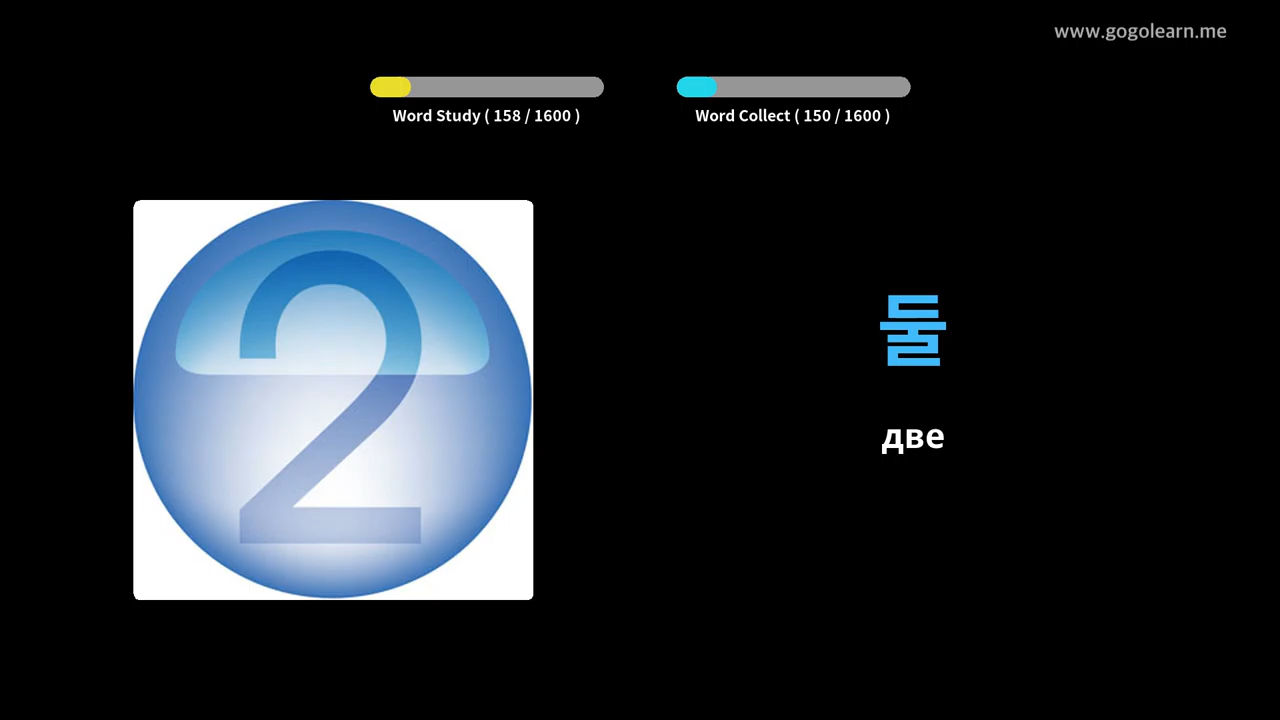 www.gogolearn.me
Word Study ( 158 / 1600 )
Word Collect ( 150 / 1600 )
2
둘
две